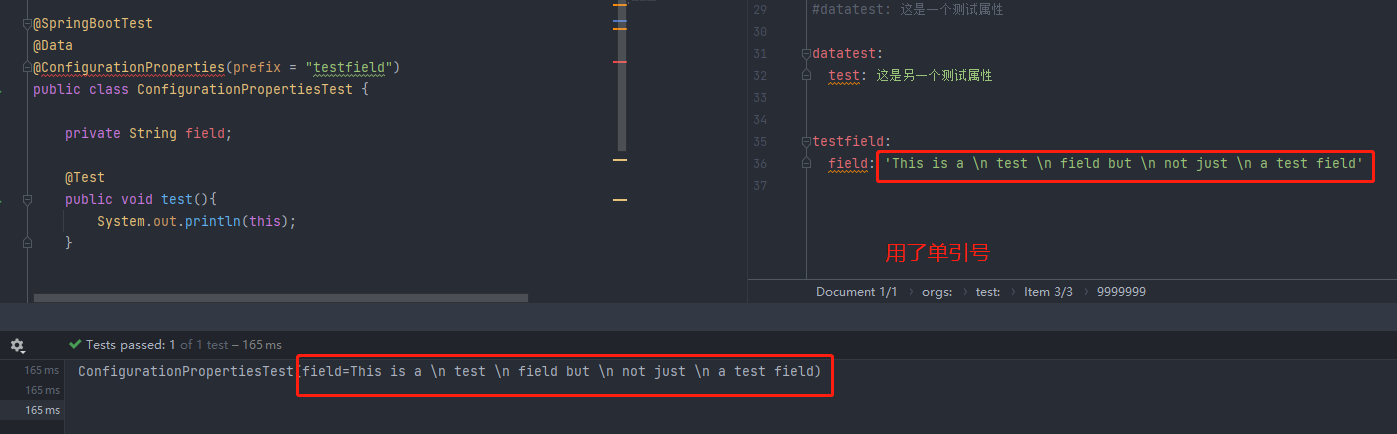 @SpringBootTest
@Data
@ConfigurationProperties(prefix = "testfield")
public class ConfigurationPropertiesTest {
private String field;
@Test
public void test(){
System.out.println(this);
}
29 #datatest: 这是一个测试属性
30
31 datatest:
32 test: 这是另一个测试属性
33
34
35 testfield:
36 field: 'This is a \n test \n field but \n not just \n a test field'
37
用了单引号
Document 1/1 › orgs: › test: › Item 3/3 › 9999999
Tests passed: 1 of 1 test – 165 ms
165 ms ConfigurationPropertiesTest(field=This is a \n test \n field but \n not just \n a test field)
165 ms
165 ms